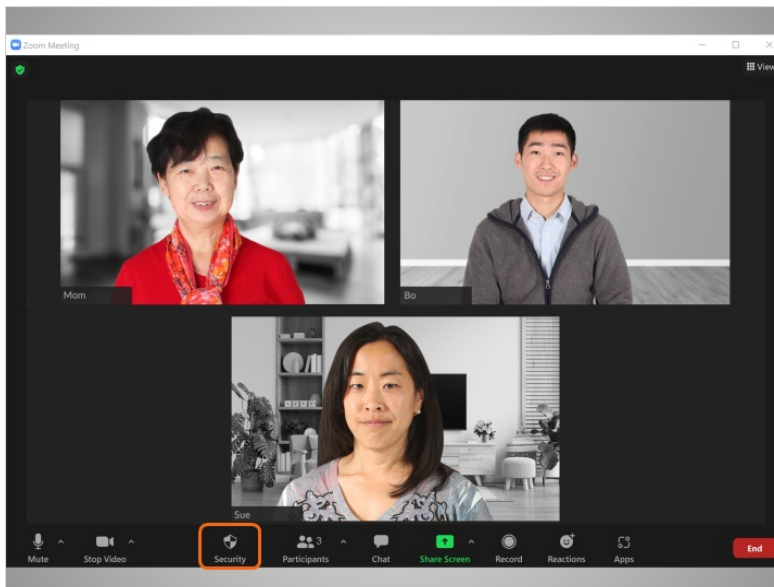 Zoom Meeting
View
Mom
Bo
Sue
Mute
Stop Video
Security
3
Participants
Chat
Share Screen
Record
Reactions
Apps
End